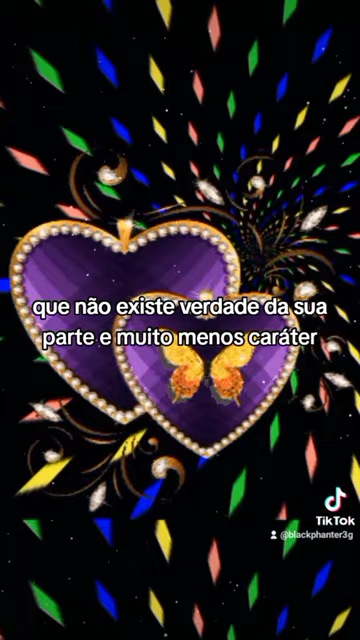 que não existe verdade da sua
parte e muito menos caráter
TikTok
@blackphanter3g